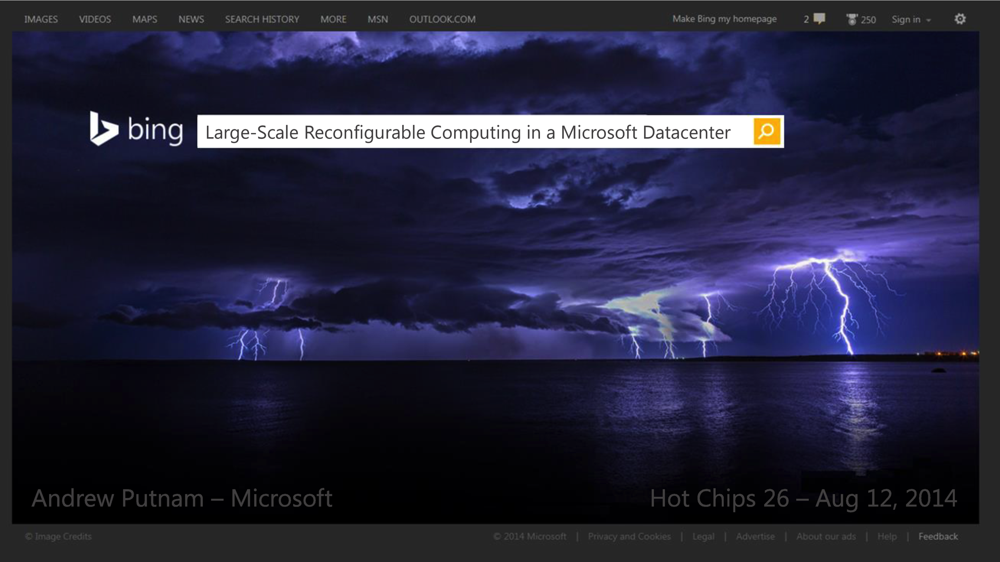 IMAGES VIDEOS MAPS NEWS SEARCH HISTORY MORE MSN OUTLOOK.COM Make Bing my homepage 2 250 Sign in
bing Large-Scale Reconfigurable Computing in a Microsoft Datacenter
Andrew Putnam – Microsoft Hot Chips 26 – Aug 12, 2014
© Image Credits © 2014 Microsoft | Privacy and Cookies | Legal | Advertise | About our ads | Help | Feedback